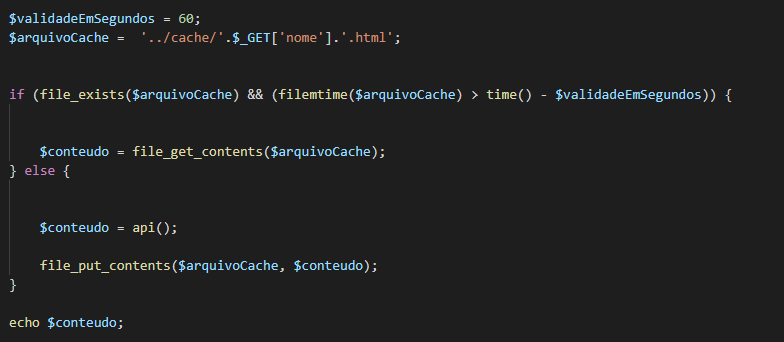 $validadeEmSegundos = 60;
$arquivoCache =  '../cache/'.$_GET['nome'].'.html';
if (file_exists($arquivoCache) && (filemtime($arquivoCache) > time() - $validadeEmSegundos)) {
$conteudo = file_get_contents($arquivoCache);
} else {
$conteudo = api();
file_put_contents($arquivoCache, $conteudo);
}
echo $conteudo;